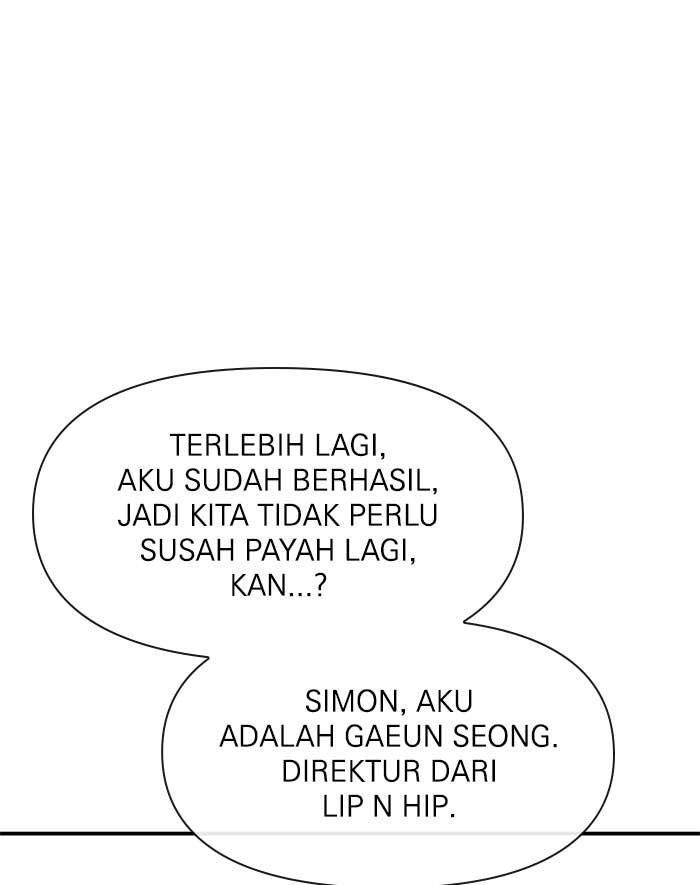 TERLEBIH LAGI,
AKU SUDAH BERHASIL,
JADI KITA TIDAK PERLU
SUSAH PAYAH LAGI,
KAN...?
SIMON, AKU
ADALAH GAEUN SEONG.
DIREKTUR DARI
LIP N HIP.